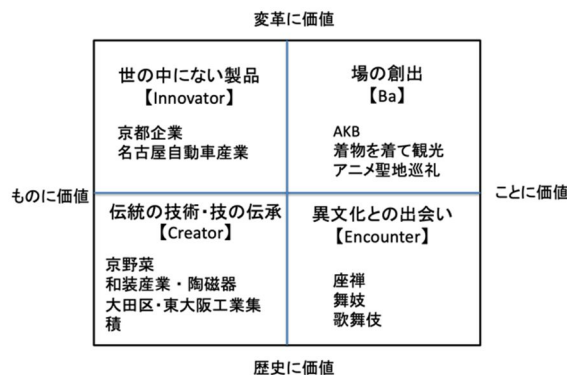 変革に価値
世の中にない製品
【Innovator】
京都企業
名古屋自動車産業
場の創出
【Ba】
AKB
着物を着て観光
アニメ聖地巡礼
ものに価値
ことに価値
伝統の技術・技の伝承
【Creator】
京野菜
和装産業・陶磁器
大田区・東大阪工業集
積
異文化との出会い
【Encounter】
座禅
舞妓
歌舞伎
歴史に価値